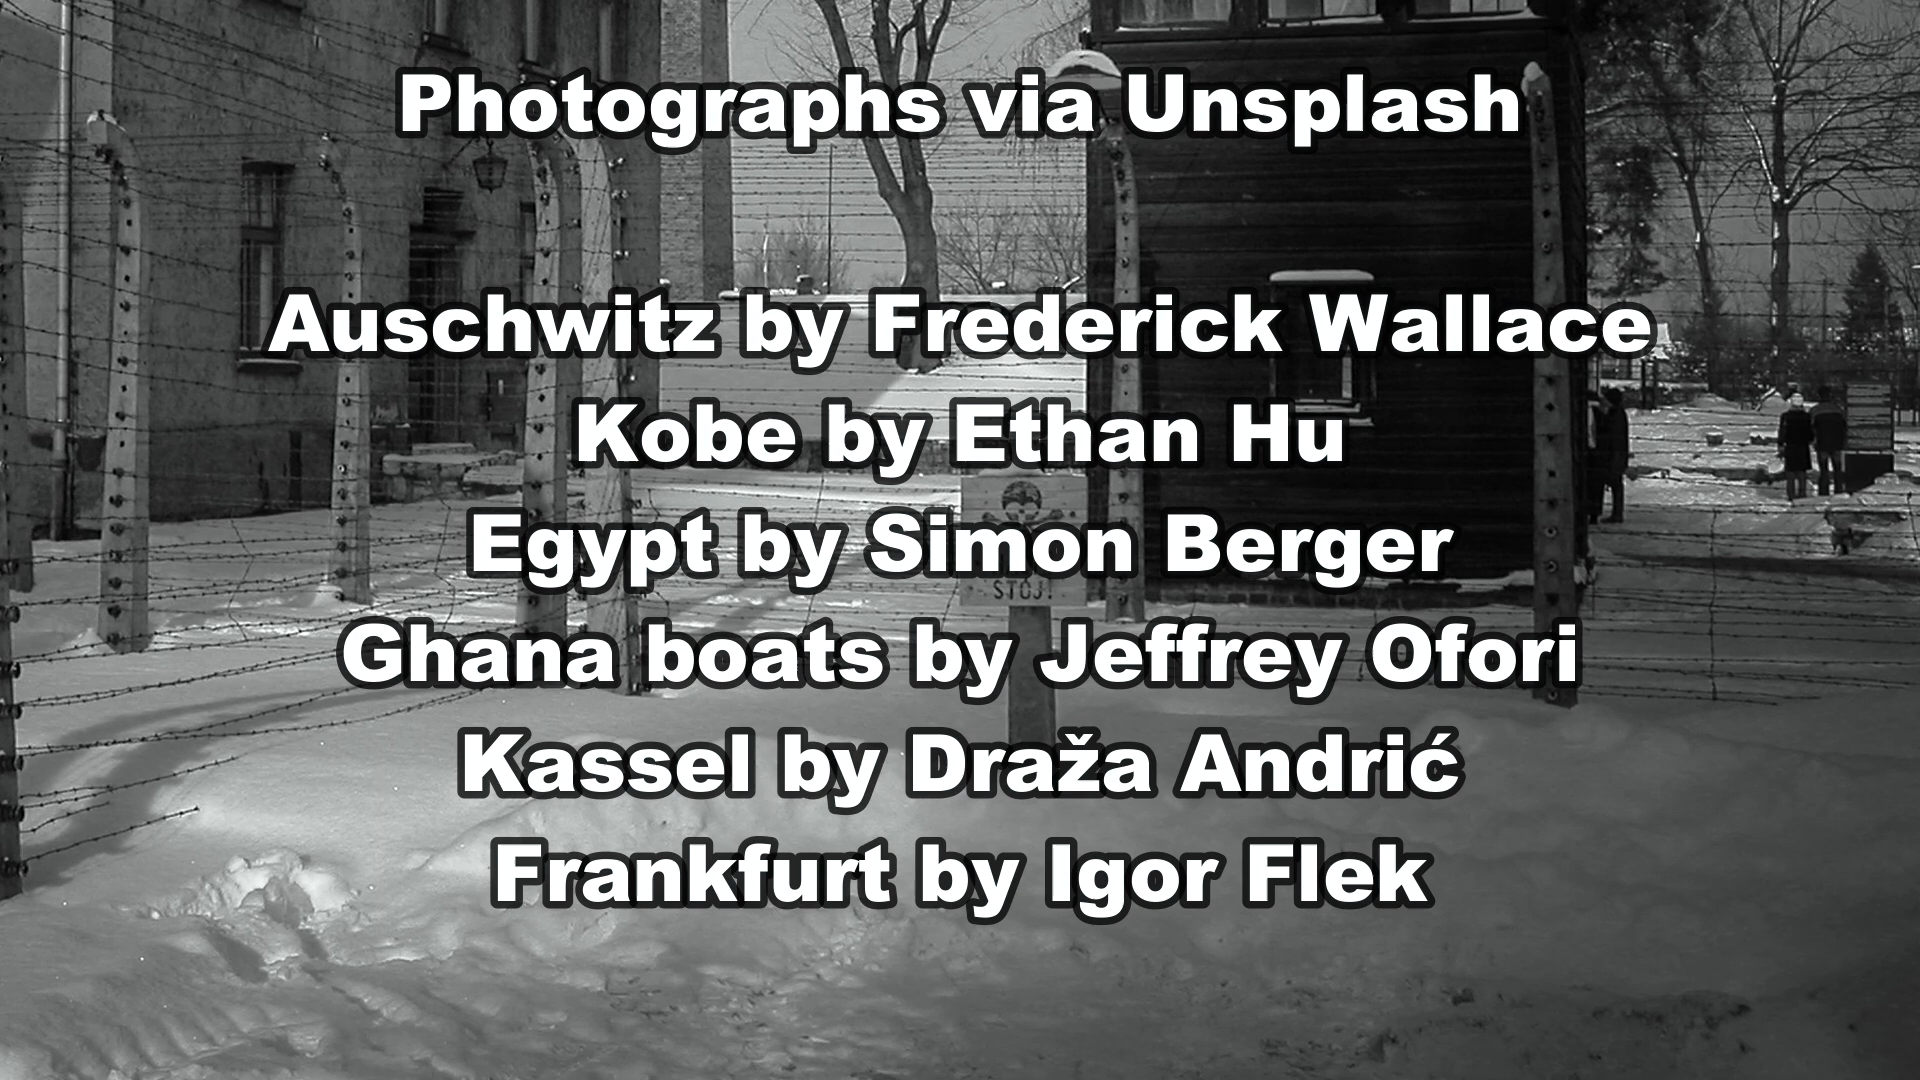 Photographs via Unsplash
Auschwitz by Frederick Wallace
Kobe by Ethan Hu
Egypt by Simon Berger
STÓJ!
Ghana boats by Jeffrey Ofori
Kassel by Draža Andrić
Frankfurt by Igor Flek